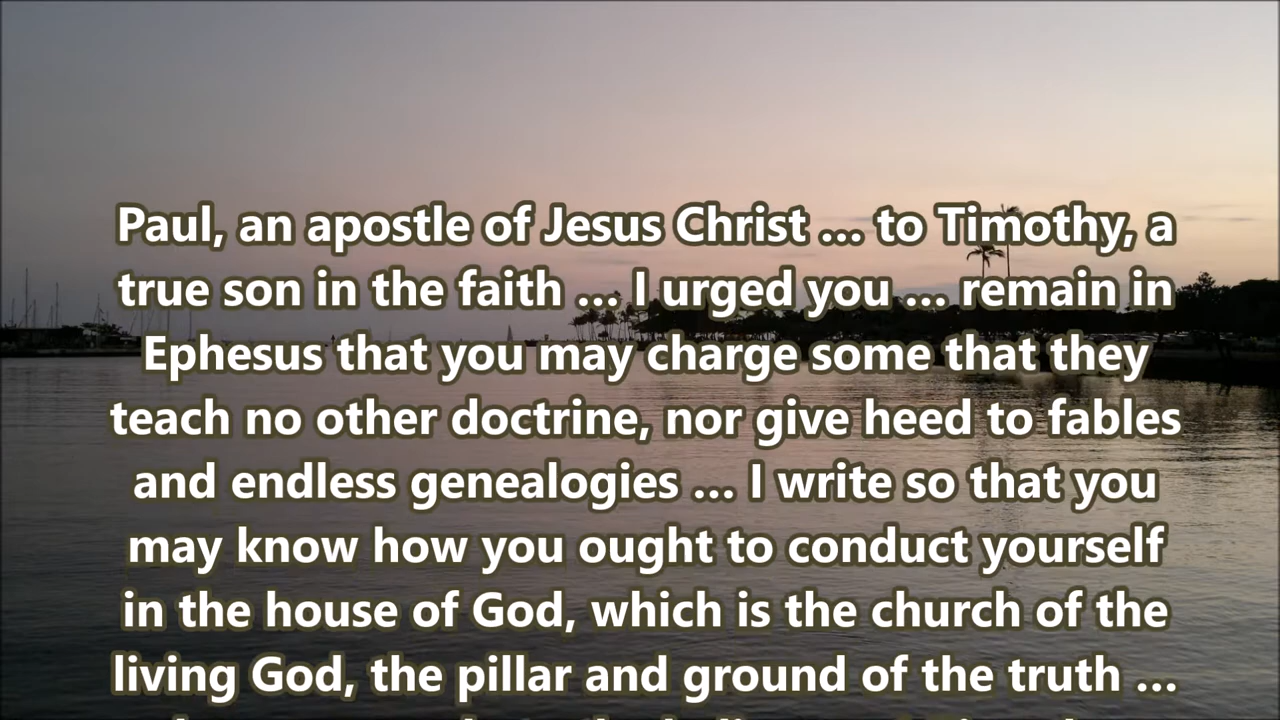 Paul, an apostle of Jesus Christ ... to Timothy, a
true son in the faith ... I urged you ... remain in
Ephesus that you may charge some that they
teach no other doctrine, nor give heed to fables
and endless genealogies ... I write so that you
may know how you ought to conduct yourself
in the house of God, which is the church of the
living God, the pillar and ground of the truth ...